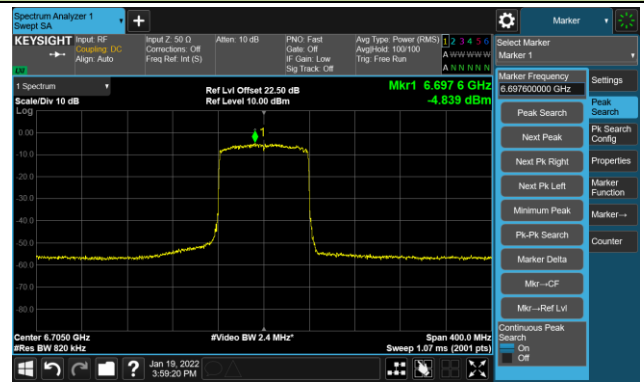 Spectrum Analyzer 1
Swept SA
+
Marker
KEYSIGHT
Input: RF
Coupling: DC
Align: Auto
Input Z: 50 Ω
Corrections: Off
Freq Ref: Int (S)
Atten: 10 dB
PNO: Fast
Gate: Off
IF Gain: Low
Sig Track: Off
Avg Type: Power (RMS)
Avg|Hold: 100/100
Trig: Free Run
1 2 3 4 5 6
A W W W W W
A N N N N N
LW
Select Marker
Marker 1
1 Spectrum
Scale/Div 10 dB
Log
Ref Lvl Offset 22.50 dB
Ref Level 10.00 dBm
Mkr1 6.697 6 GHz
-4.839 dBm
1
0.00
-10.0
-20.0
-30.0
-40.0
-50.0
-60.0
-70.0
-80.0
Center 6.7050 GHz
#Res BW 820 kHz
#Video BW 2.4 MHz*
Span 400.0 MHz
Sweep 1.07 ms (2001 pts)
Marker Frequency
6.697600000 GHz
Peak Search
Next Peak
Next Pk Right
Next Pk Left
Minimum Peak
Pk-Pk Search
Marker Delta
Mkr→CF
Mkr→Ref Lvl
Continuous Peak
Search
On
Off
Settings
Peak
Search
Pk Search
Config
Properties
Marker
Function
Marker→
Counter
?
Jan 19, 2022
3:59:20 PM